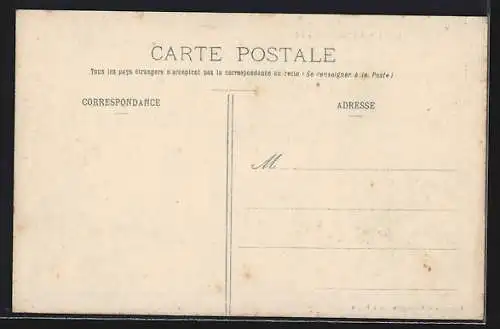 CARTE POSTALE
Tous les pays étrangers n'acceptent pas la correspondance au recto (Se renseigner à la Poste)
CORRESPONDANCE
ADRESSE
M